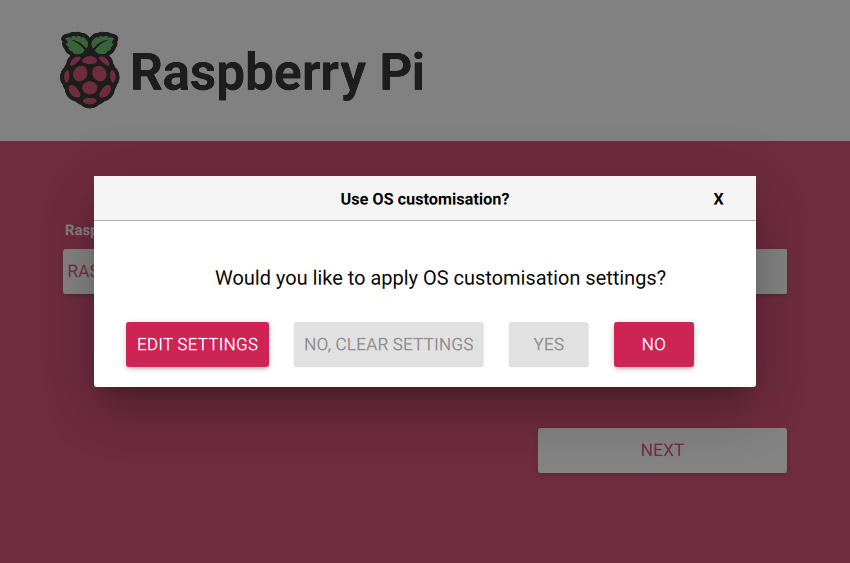 Raspberry Pi
Use OS customisation? X
Rasp
RAS
Would you like to apply OS customisation settings?
EDIT SETTINGS NO, CLEAR SETTINGS YES NO
NEXT